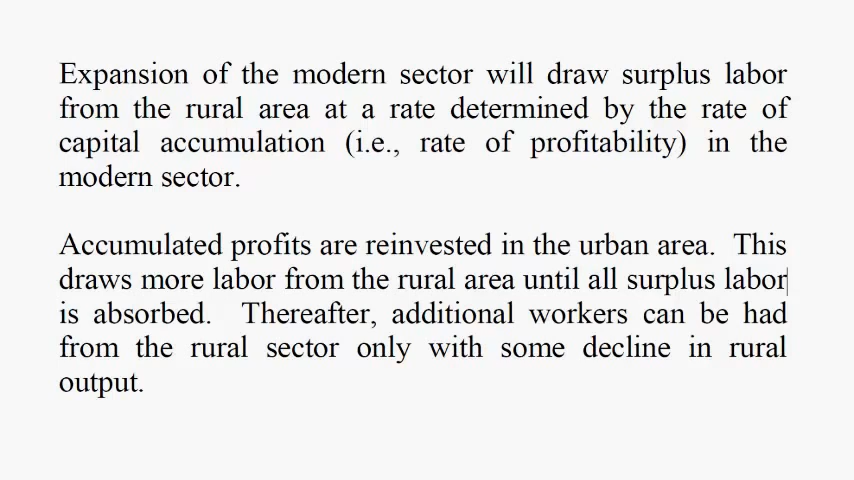 Expansion of the modern sector will draw surplus labor
from the rural area at a rate determined by the rate of
capital accumulation (i.e., rate of profitability) in the
modern sector.
Accumulated profits are reinvested in the urban area.  This
draws more labor from the rural area until all surplus labor
is absorbed.  Thereafter, additional workers can be had
from the rural sector only with some decline in rural
output.